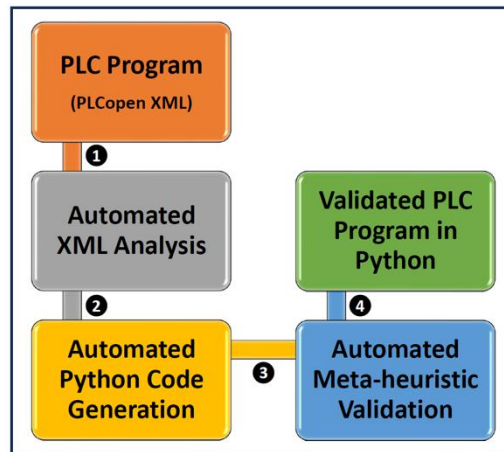 PLC Program
(PLCopen XML)
1
Automated
XML Analysis
2
Automated
Python Code
Generation
3
Automated
Meta-heuristic
Validation
4
Validated PLC
Program in
Python